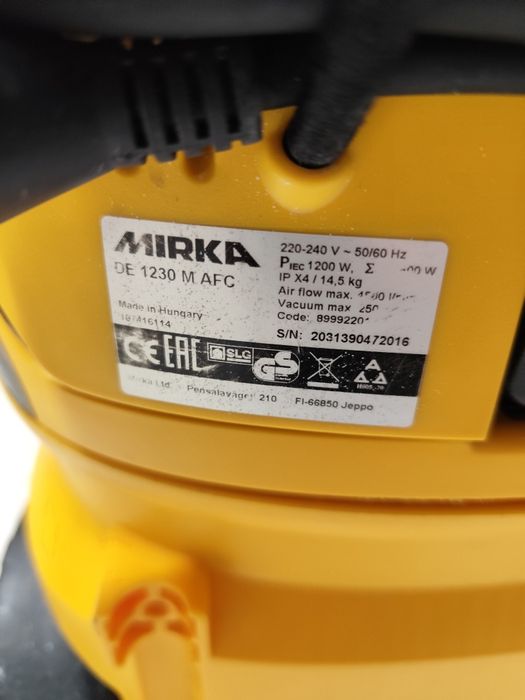 MIRKA
DE 1230 M AFC
Made in Hungary
220-240 V ~ 50/60 Hz
PIEC 1200 W, Σ
IP X4 / 14,5 kg
Air flow max.
Vacuum max
Code:
S/N: 2031390472016
CE EAC SLG GS
Mirka Ltd. Pensalavägen 210 FI-66850 Jeppo